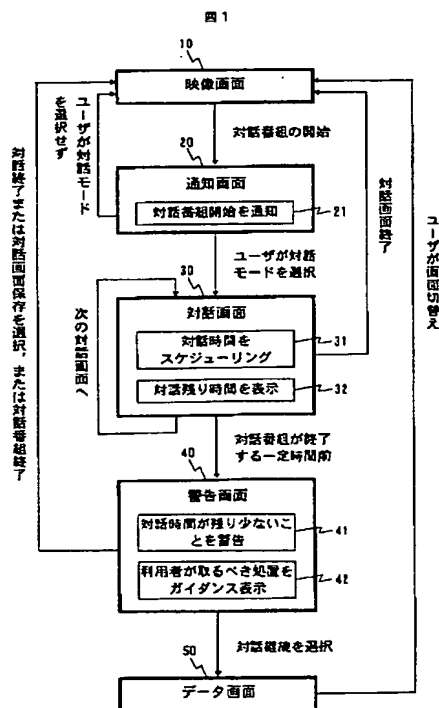 図1
10
映像画面
対話番組の開始
ユーザが対話モード
を選択せず
20
通知画面
対話番組開始を通知
21
ユーザが対話
モードを選択
30
対話画面
対話時間を
スケジューリング
31
対話残り時間を表示
32
次の対話画面へ
対話画面終了
ユーザが画面切替え
対話番組が終了
する一定時間前
対話終了または対話画面
保存を選択、または対話番組終了
40
警告画面
対話時間が残り少ないこ
とを警告
41
利用者が取るべき処置を
ガイダンス表示
42
対話継続を選択
50
データ画面